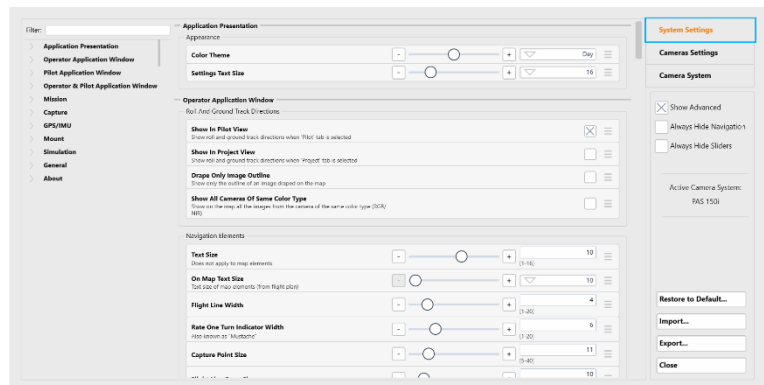 Filter:
Application Presentation
Operator Application Window
Pilot Application Window
Operator & Pilot Application Window
Mission
Capture
GPS/IMU
Mount
Simulation
General
About
Application Presentation
Appearance
Color Theme
- + Day
Settings Text Size
- + 16
Operator Application Window
Roll And Ground Track Directions
Show In Pilot View
Show roll and ground track directions when 'Pilot' tab is selected
Show In Project View
Show roll and ground track directions when 'Project' tab is selected
Drape Only Image Outline
Show only the outline of an image draped on the map
Show All Cameras Of Same Color Type
Show on the map all the images from the camera of the same color type (RGB/
NIR)
Navigation Elements
Text Size
Does not apply to map elements
- + 10
[1-16]
On Map Text Size
Text size of map elements (from flight plan)
- + 10
Flight Line Width
- + 4
[1-20]
Rate One Turn Indicator Width
Also known as "Mustache"
- + 6
[1-20]
Capture Point Size
- + 11
[5-40]
10
System Settings
Cameras Settings
Camera System
Show Advanced
Always Hide Navigation
Always Hide Sliders
Active Camera System:
PAS 150i
Restore to Default...
Import...
Export...
Close